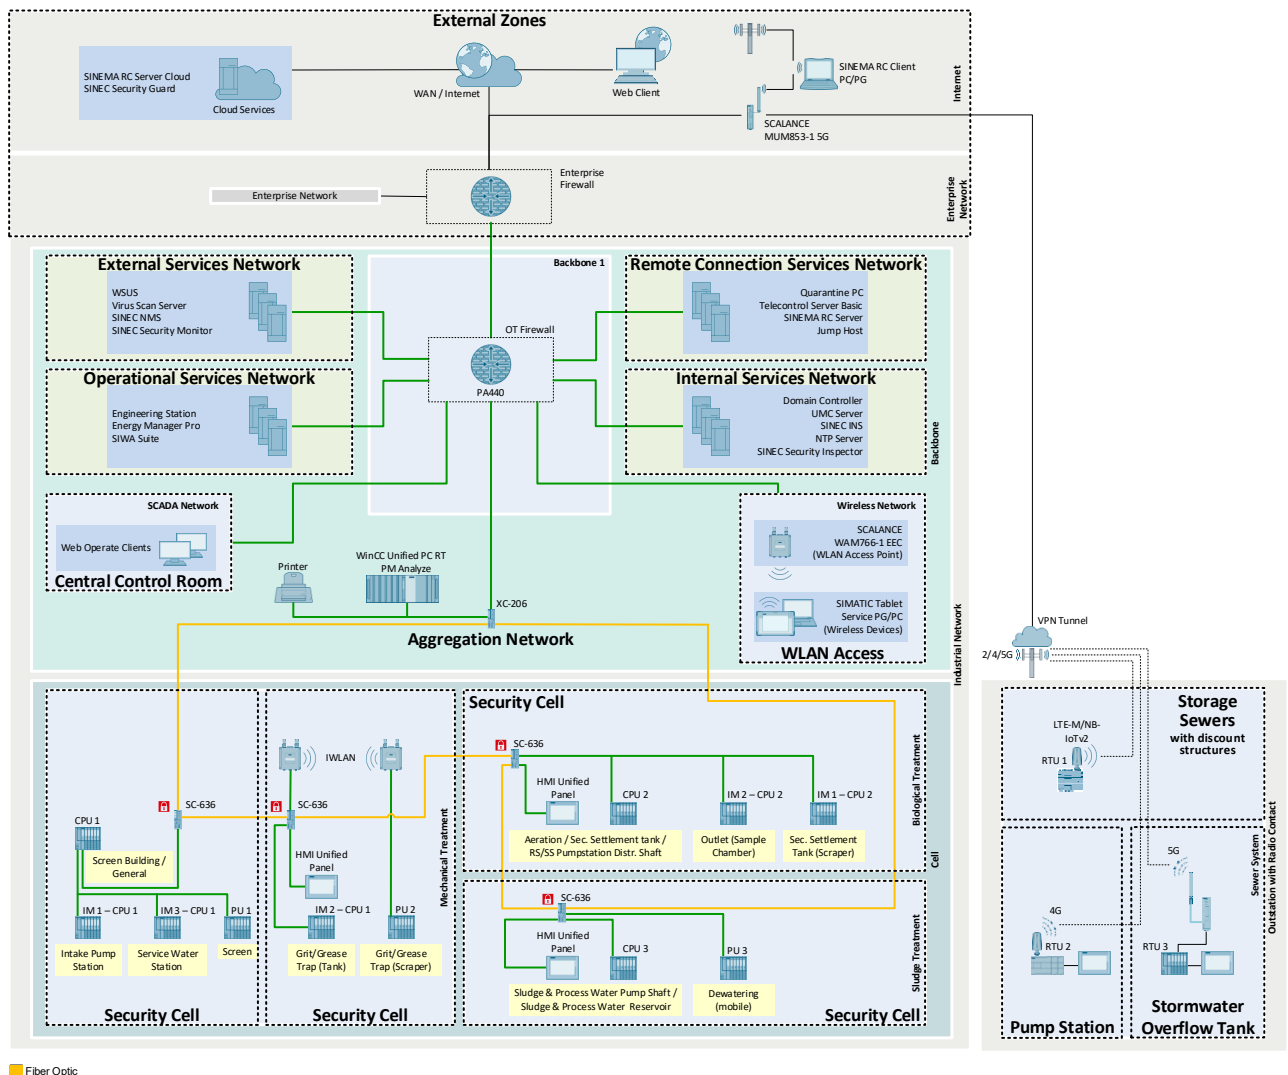 External Zones
SINEMA RC Server Cloud
SINEC Security Guard
Cloud Services
WAN / Internet
Web Client
SINEMA RC Client
PC/PG
SCALANCE
MUM853-1 5G
Internet
Enterprise Network
Enterprise
Firewall
Enterprise
Network
External Services Network
WSUS
Virus Scan Server
SINEC NMS
SINEC Security Monitor
Backbone 1
OT Firewall
PA440
Remote Connection Services Network
Quarantine PC
Telecontrol Server Basic
SINEMA RC Server
Jump Host
Operational Services Network
Engineering Station
Energy Manager Pro
SIWA Suite
Internal Services Network
Domain Controller
UMC Server
SINEC INS
NTP Server
SINEC Security Inspector
Backbone
SCADA Network
Web Operate Clients
Central Control Room
Printer
WinCC Unified PC RT
PM Analyze
XC-206
Aggregation Network
Wireless Network
SCALANCE
WAM766-1 EEC
(WLAN Access Point)
SIMATIC Tablet
Service PG/PC
(Wireless Devices)
WLAN Access
Industrial Network
VPN Tunnel
2/4/5G
SC-636
CPU 1
Screen Building /
General
IM 1 – CPU 1
IM 3 – CPU 1
PU 1
Intake Pump
Station
Service Water
Station
Screen
Security Cell
IWLAN
SC-636
HMI Unified
Panel
IM 2 – CPU 1
PU 2
Grit/Grease
Trap (Tank)
Grit/Grease
Trap (Scraper)
Security Cell
Mechanical Treatment
Security Cell
SC-636
HMI Unified
Panel
CPU 2
IM 2 – CPU 2
IM 1 – CPU 2
Aeration / Sec. Settlement tank /
RS/SS Pumpstation Distr. Shaft
Outlet (Sample
Chamber)
Sec. Settlement
Tank (Scraper)
Biological Treatment
Cell
SC-636
HMI Unified
Panel
CPU 3
PU 3
Sludge & Process Water Pump Shaft /
Sludge & Process Water Reservoir
Dewatering
(mobile)
Security Cell
Sludge Treatment
Storage
Sewers
with discount
structures
LTE-M/NB-
IoTv2
RTU 1
4G
RTU 2
Pump Station
5G
RTU 3
Stormwater
Overflow Tank
Sewer System
Outstation with Radio Contact
Fiber Optic